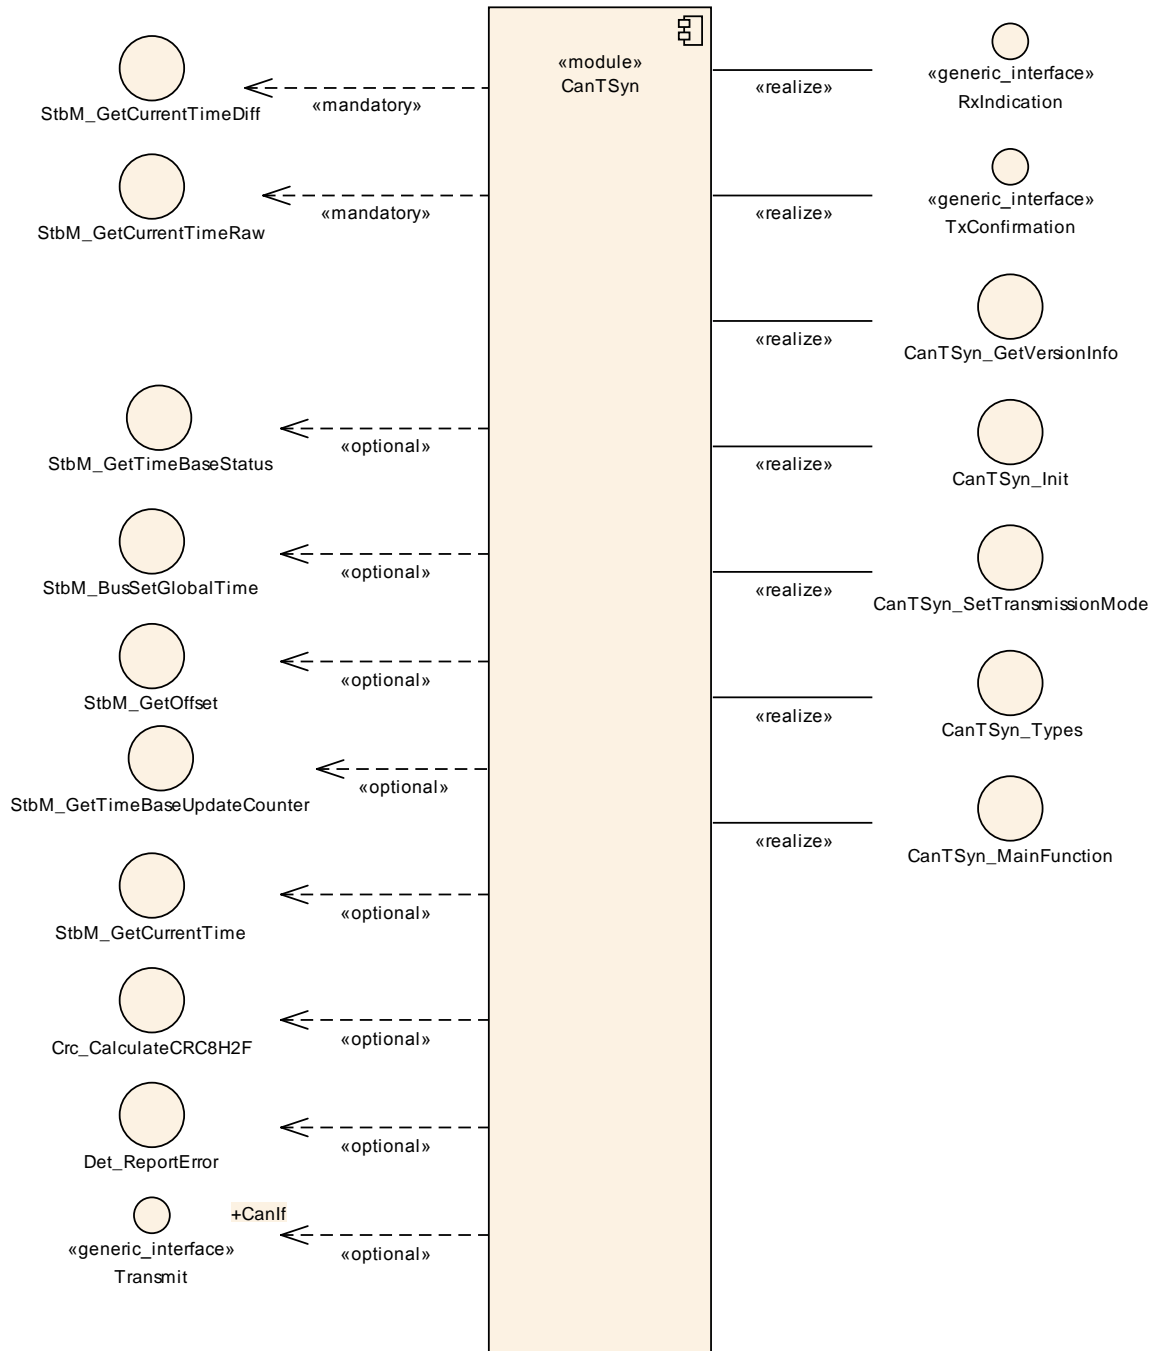 «module»
CanTSyn
StbM_GetCurrentTimeDiff
«mandatory»
StbM_GetCurrentTimeRaw
«mandatory»
StbM_GetTimeBaseStatus
«optional»
StbM_BusSetGlobalTime
«optional»
StbM_GetOffset
«optional»
StbM_GetTimeBaseUpdateCounter
«optional»
StbM_GetCurrentTime
«optional»
Crc_CalculateCRC8H2F
«optional»
Det_ReportError
«optional»
+CanIf
«generic_interface»
Transmit
«optional»
«realize»
«generic_interface»
RxIndication
«realize»
«generic_interface»
TxConfirmation
«realize»
CanTSyn_GetVersionInfo
«realize»
CanTSyn_Init
«realize»
CanTSyn_SetTransmissionMode
«realize»
CanTSyn_Types
«realize»
CanTSyn_MainFunction